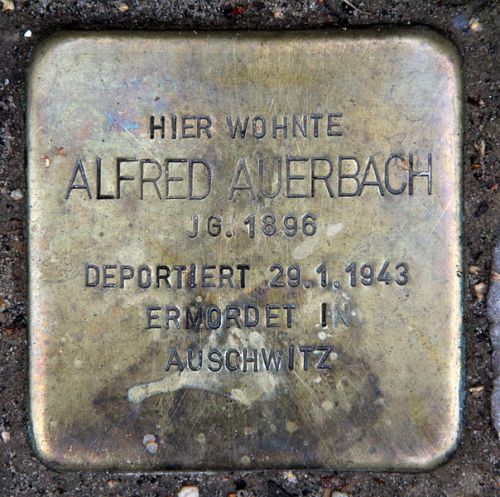 HIER WOHNTE
ALFRED AUERBACH
JG. 1896
DEPORTIERT 29.1.1943
ERMORDET IN
AUSCHWITZ